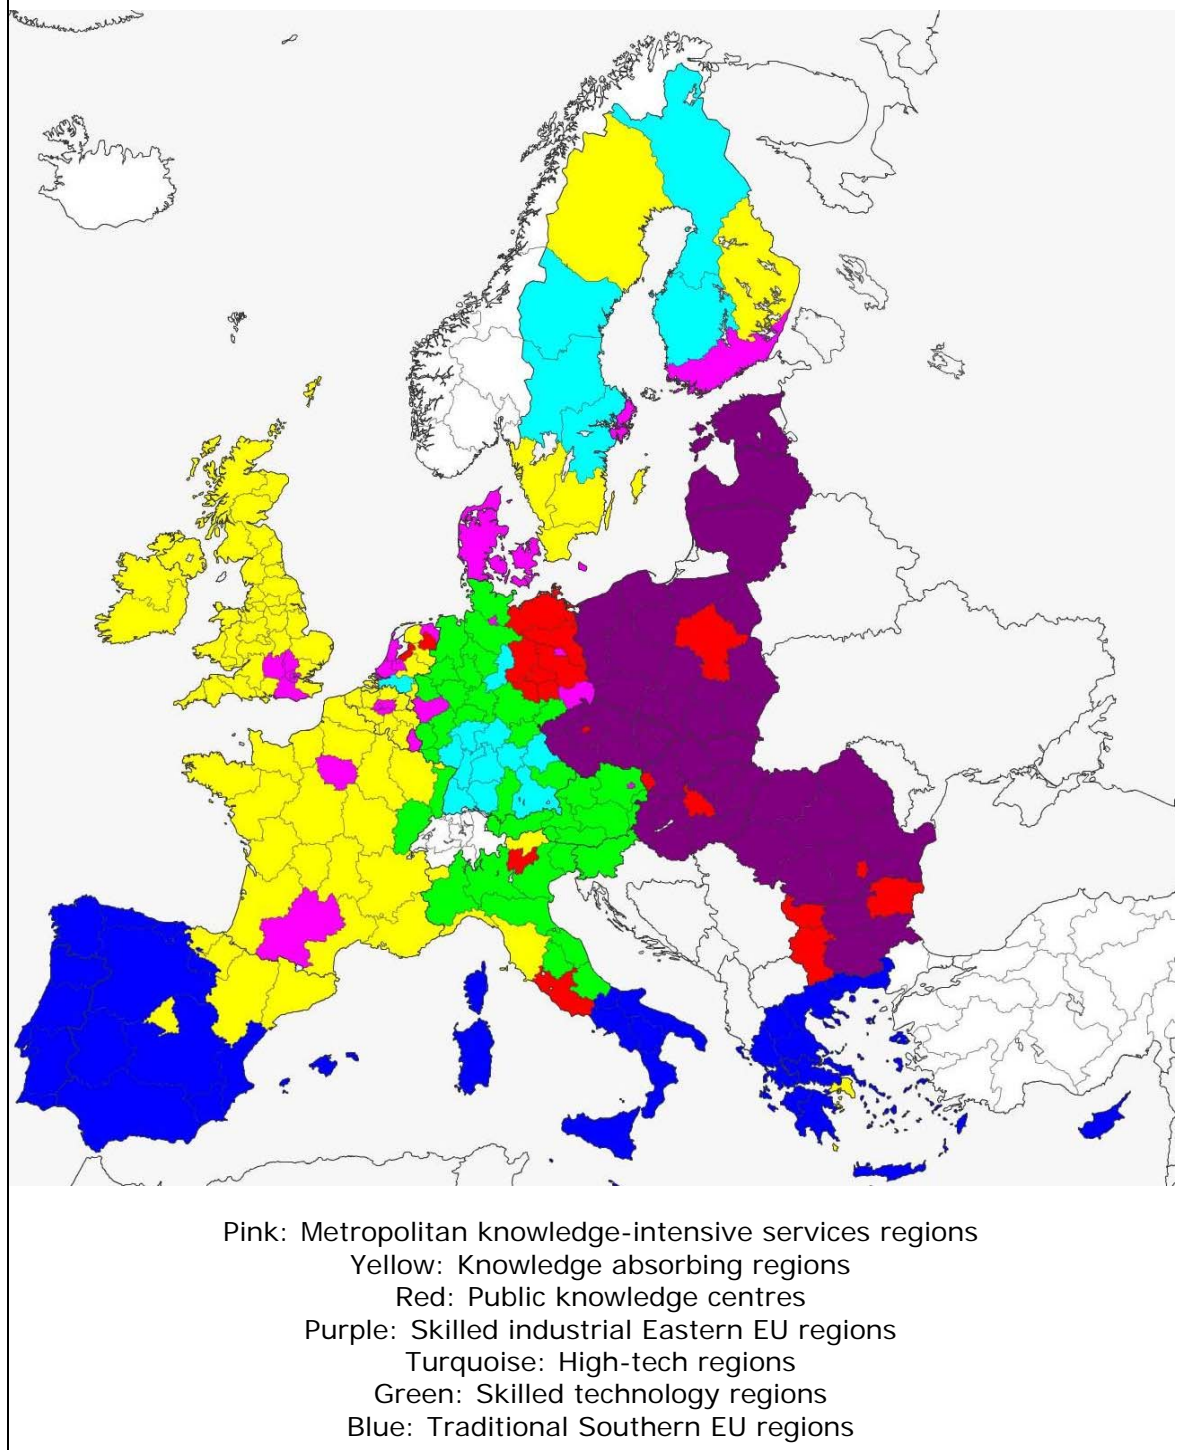 Pink: Metropolitan knowledge-intensive services regions
Yellow: Knowledge absorbing regions
Red: Public knowledge centres
Purple: Skilled industrial Eastern EU regions
Turquoise: High-tech regions
Green: Skilled technology regions
Blue: Traditional Southern EU regions